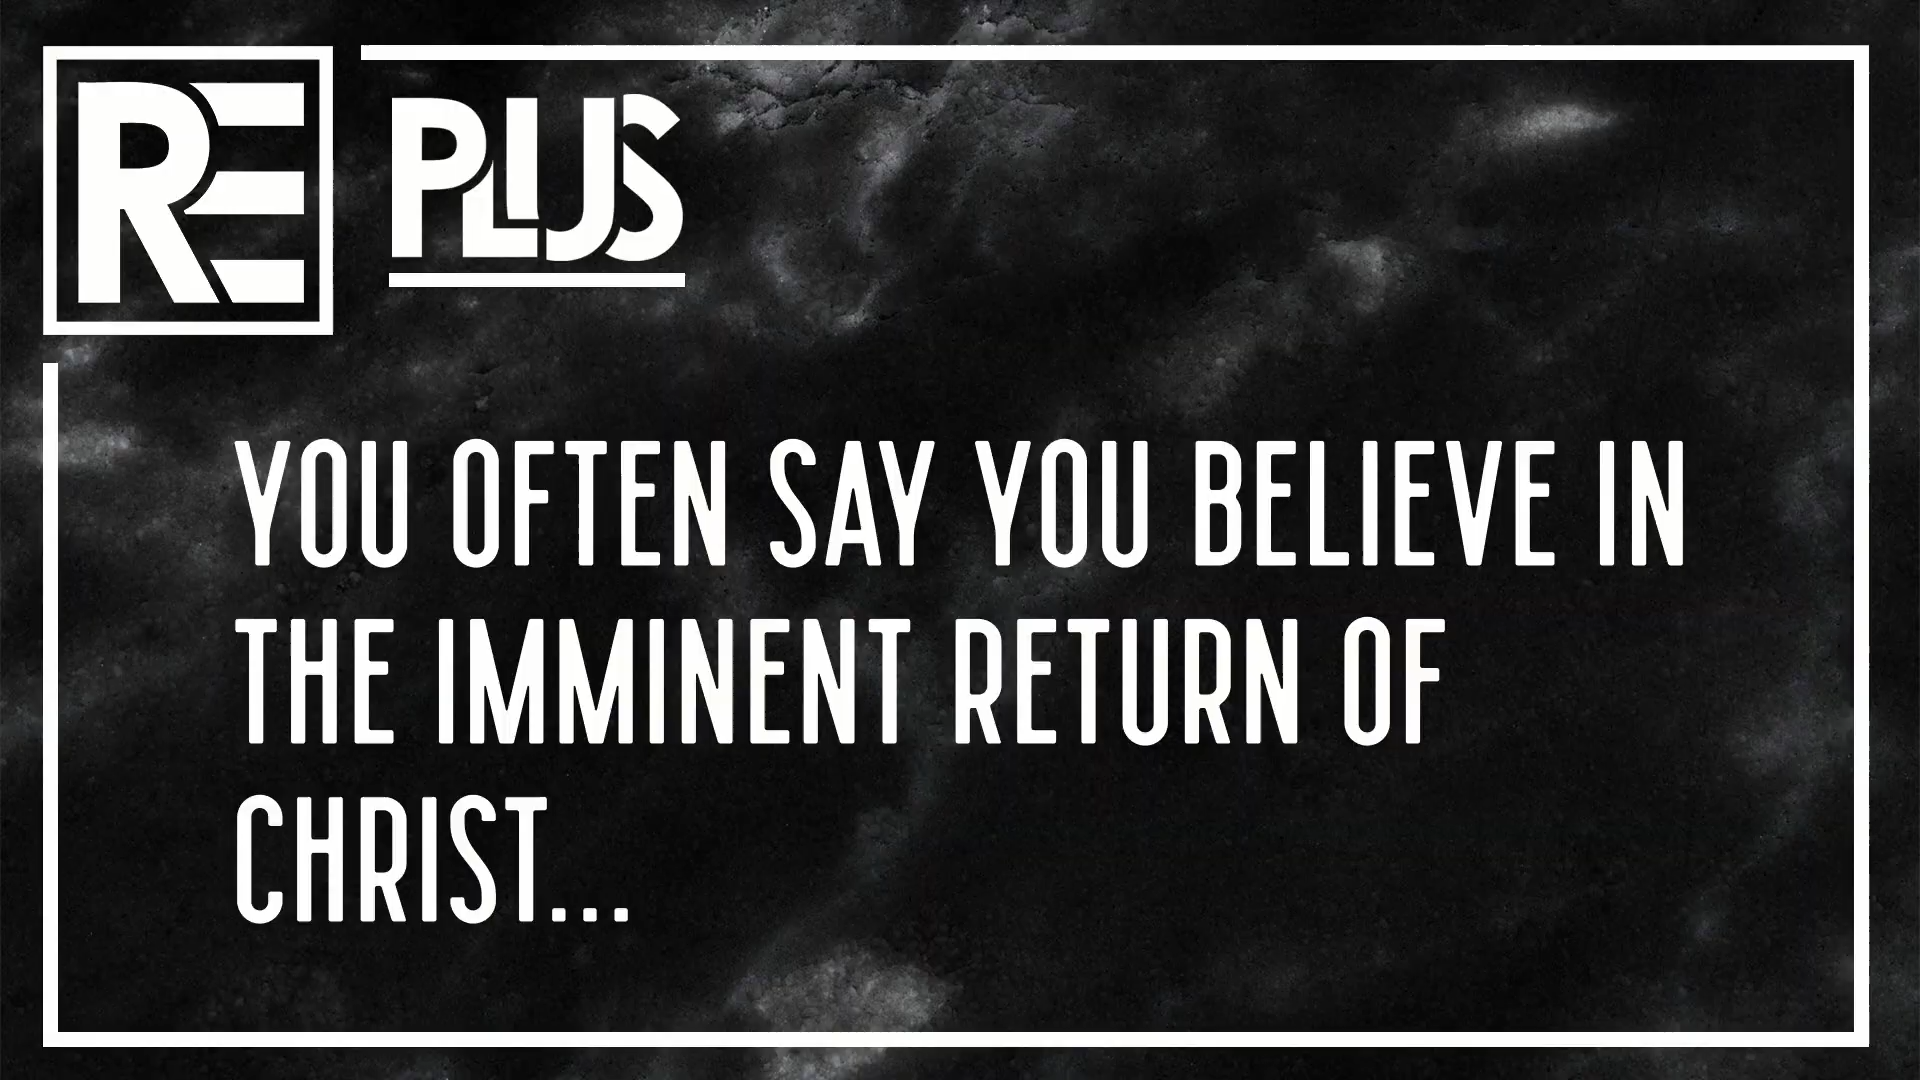 RE PLUS
YOU OFTEN SAY YOU BELIEVE IN
THE IMMINENT RETURN OF
CHRIST...